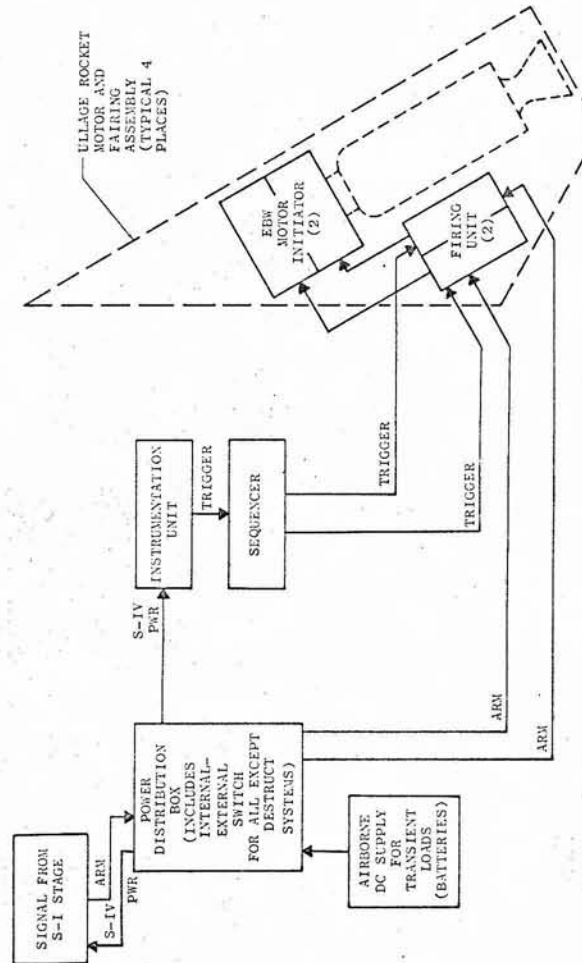 SIGNAL FROM
S-I STAGE
ARM
S-IV
PWR
POWER
DISTRIBUTION
BOX
(INCLUDES
INTERNAL-
EXTERNAL
SWITCH
FOR ALL EXCEPT
DESTRUCT
SYSTEMS)
AIRBORNE
DC SUPPLY
FOR
TRANSIENT
LOADS
(BATTERIES)
S-IV
PWR
INSTRUMENTATION
UNIT
TRIGGER
SEQUENCER
TRIGGER
TRIGGER
ARM
ARM
ULLAGE ROCKET
MOTOR AND
FAIRING
ASSEMBLY
(TYPICAL 4
PLACES)
EBW
MOTOR
INITIATOR
(2)
FIRING
UNIT
(2)